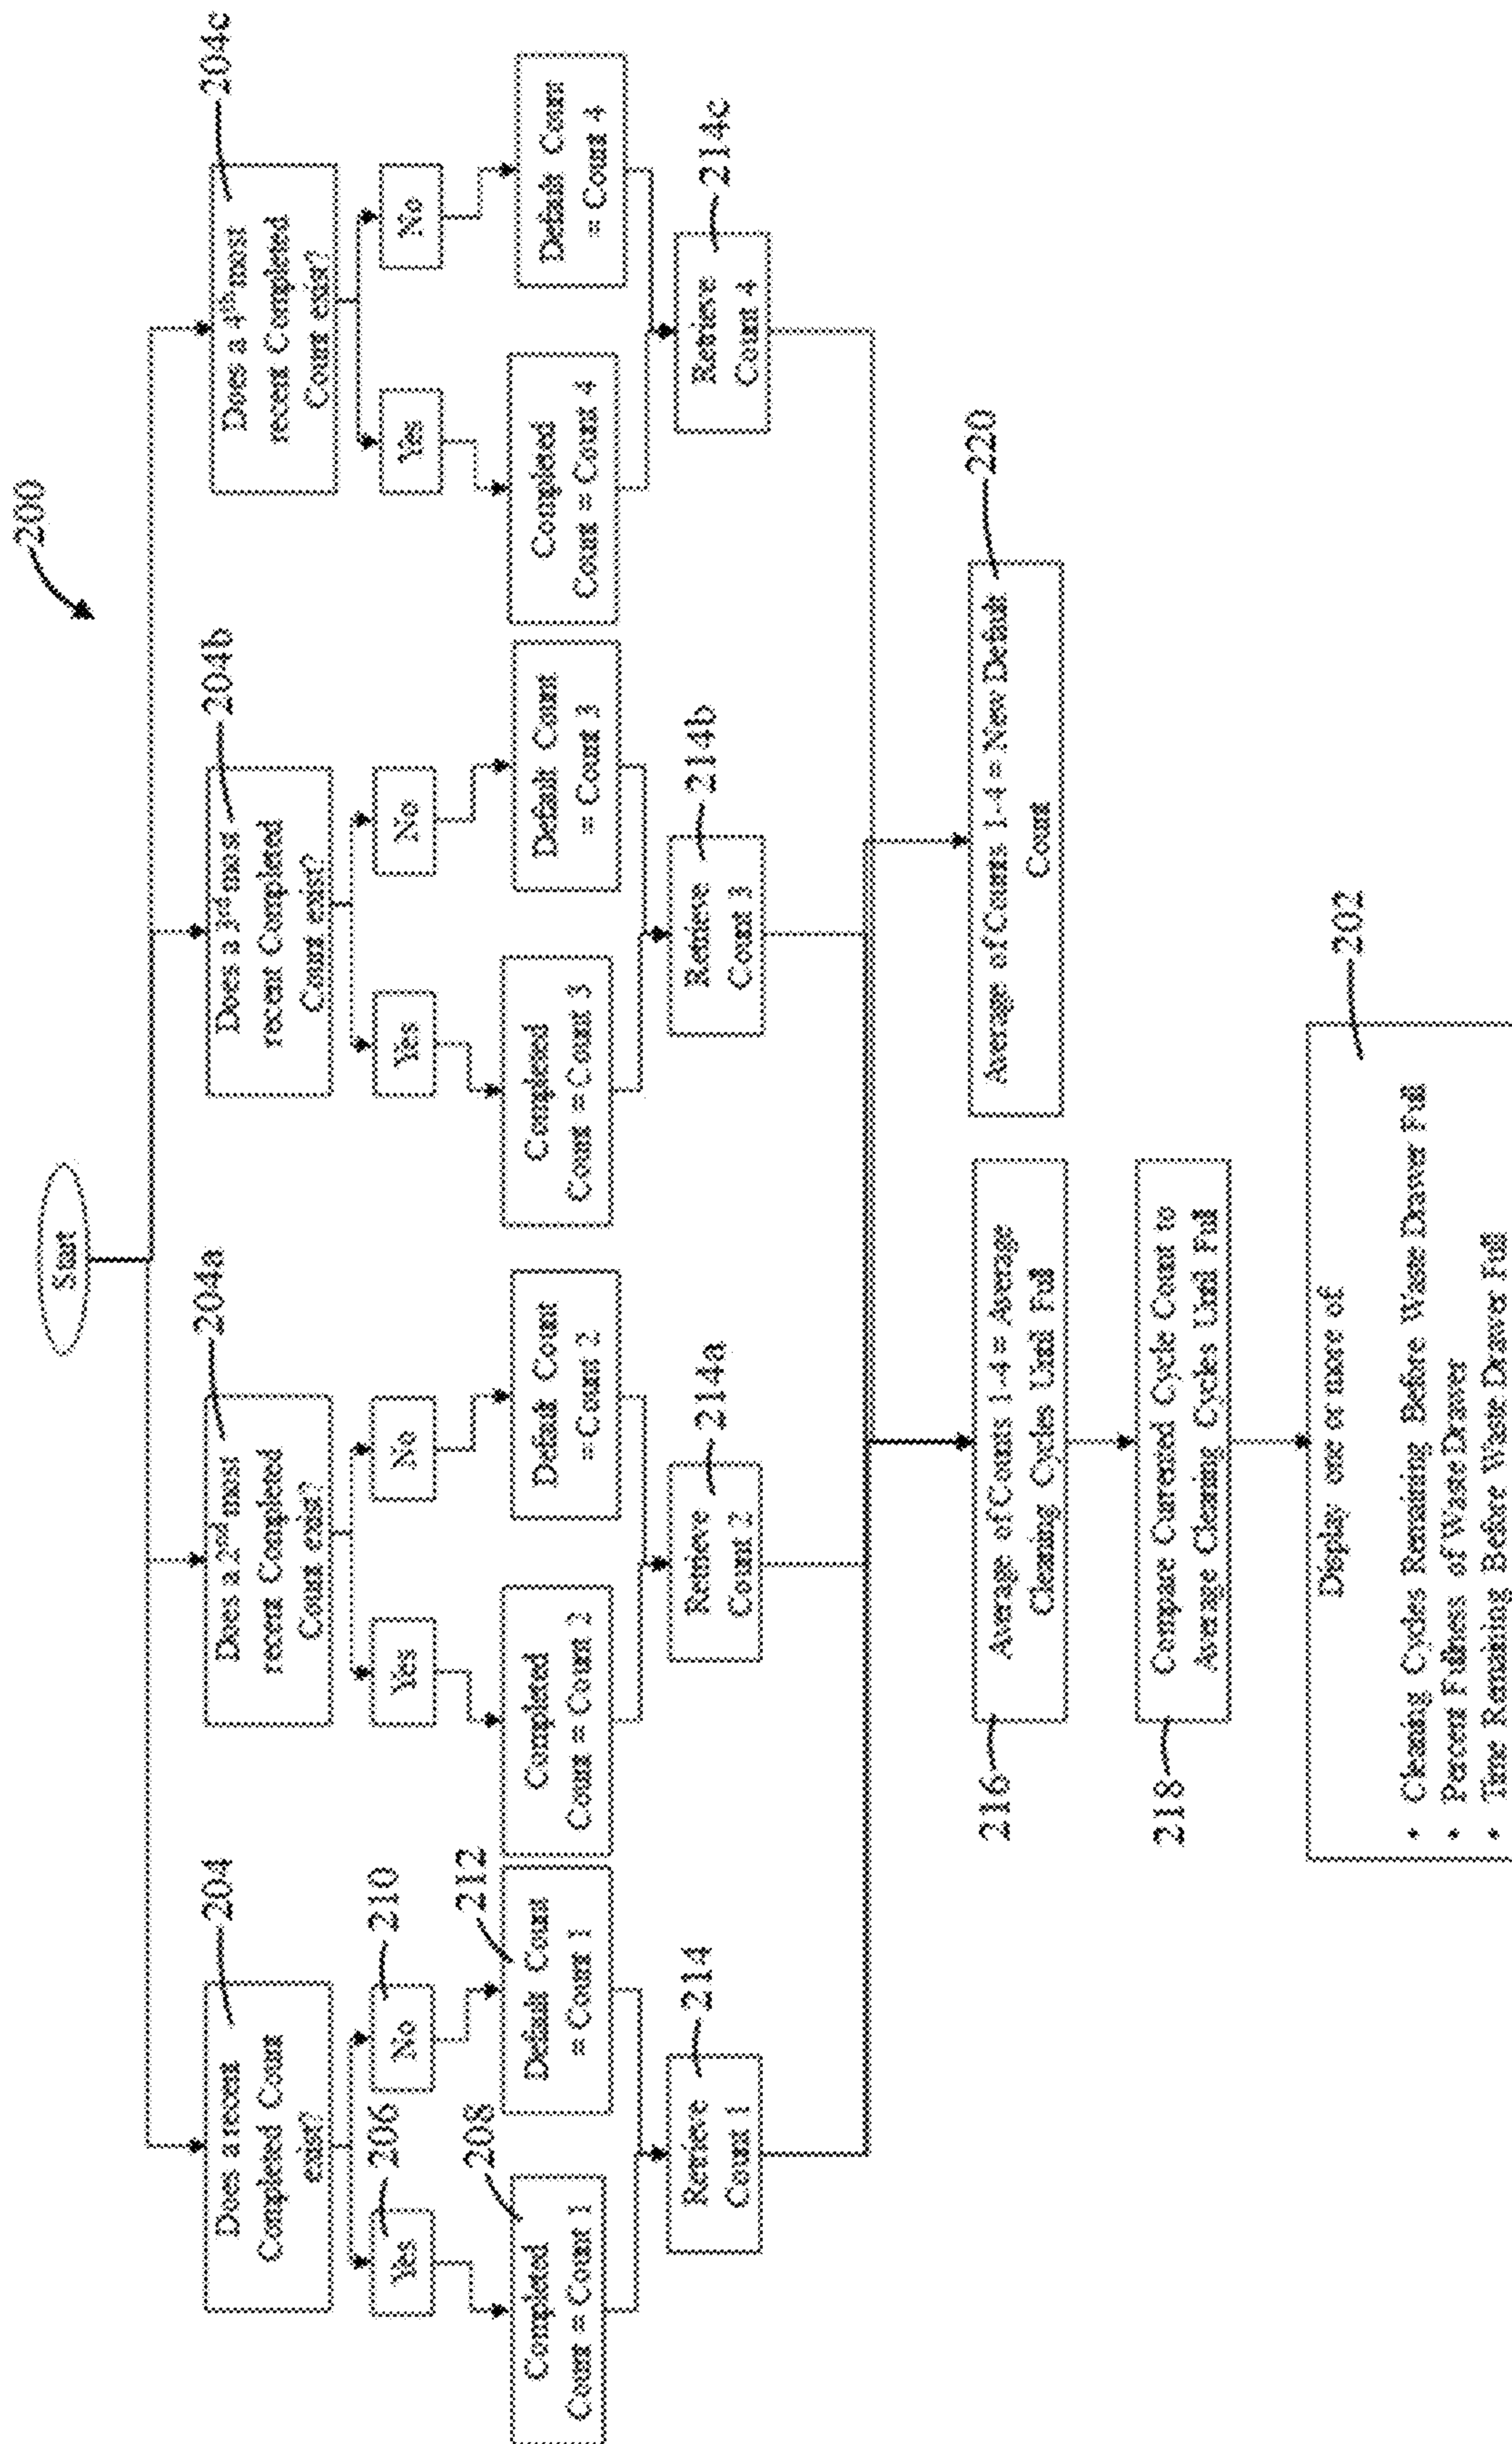 200
Start
204
Does a recent
Completed Count
exist?
204a
Does a 2nd most
recent Completed
Count exist?
204b
Does a 3rd most
recent Completed
Count exist?
204c
Does a 4th most
recent Completed
Count exist?
206
Yes
210
No
Yes
No
Yes
No
Yes
No
208
Completed
Count = Count 1
212
Default Count
= Count 1
Completed
Count = Count 2
Default Count
= Count 2
Completed
Count = Count 3
Default Count
= Count 3
Completed
Count = Count 4
Default Count
= Count 4
214
Retrieve
Count 1
214a
Retrieve
Count 2
214b
Retrieve
Count 3
214c
Retrieve
Count 4
216
Average of Counts 1-4 = Average
Cleaning Cycles Until Full
220
Average of Counts 1-4 = New Default
Count
218
Compare Current Cycle Count to
Average Cleaning Cycles Until Full
202
Display one or more of
• Cleaning Cycles Remaining Before Waste Drawer Full
• Percent Fullness of Waste Drawer
• Time Remaining Before Waste Drawer Full